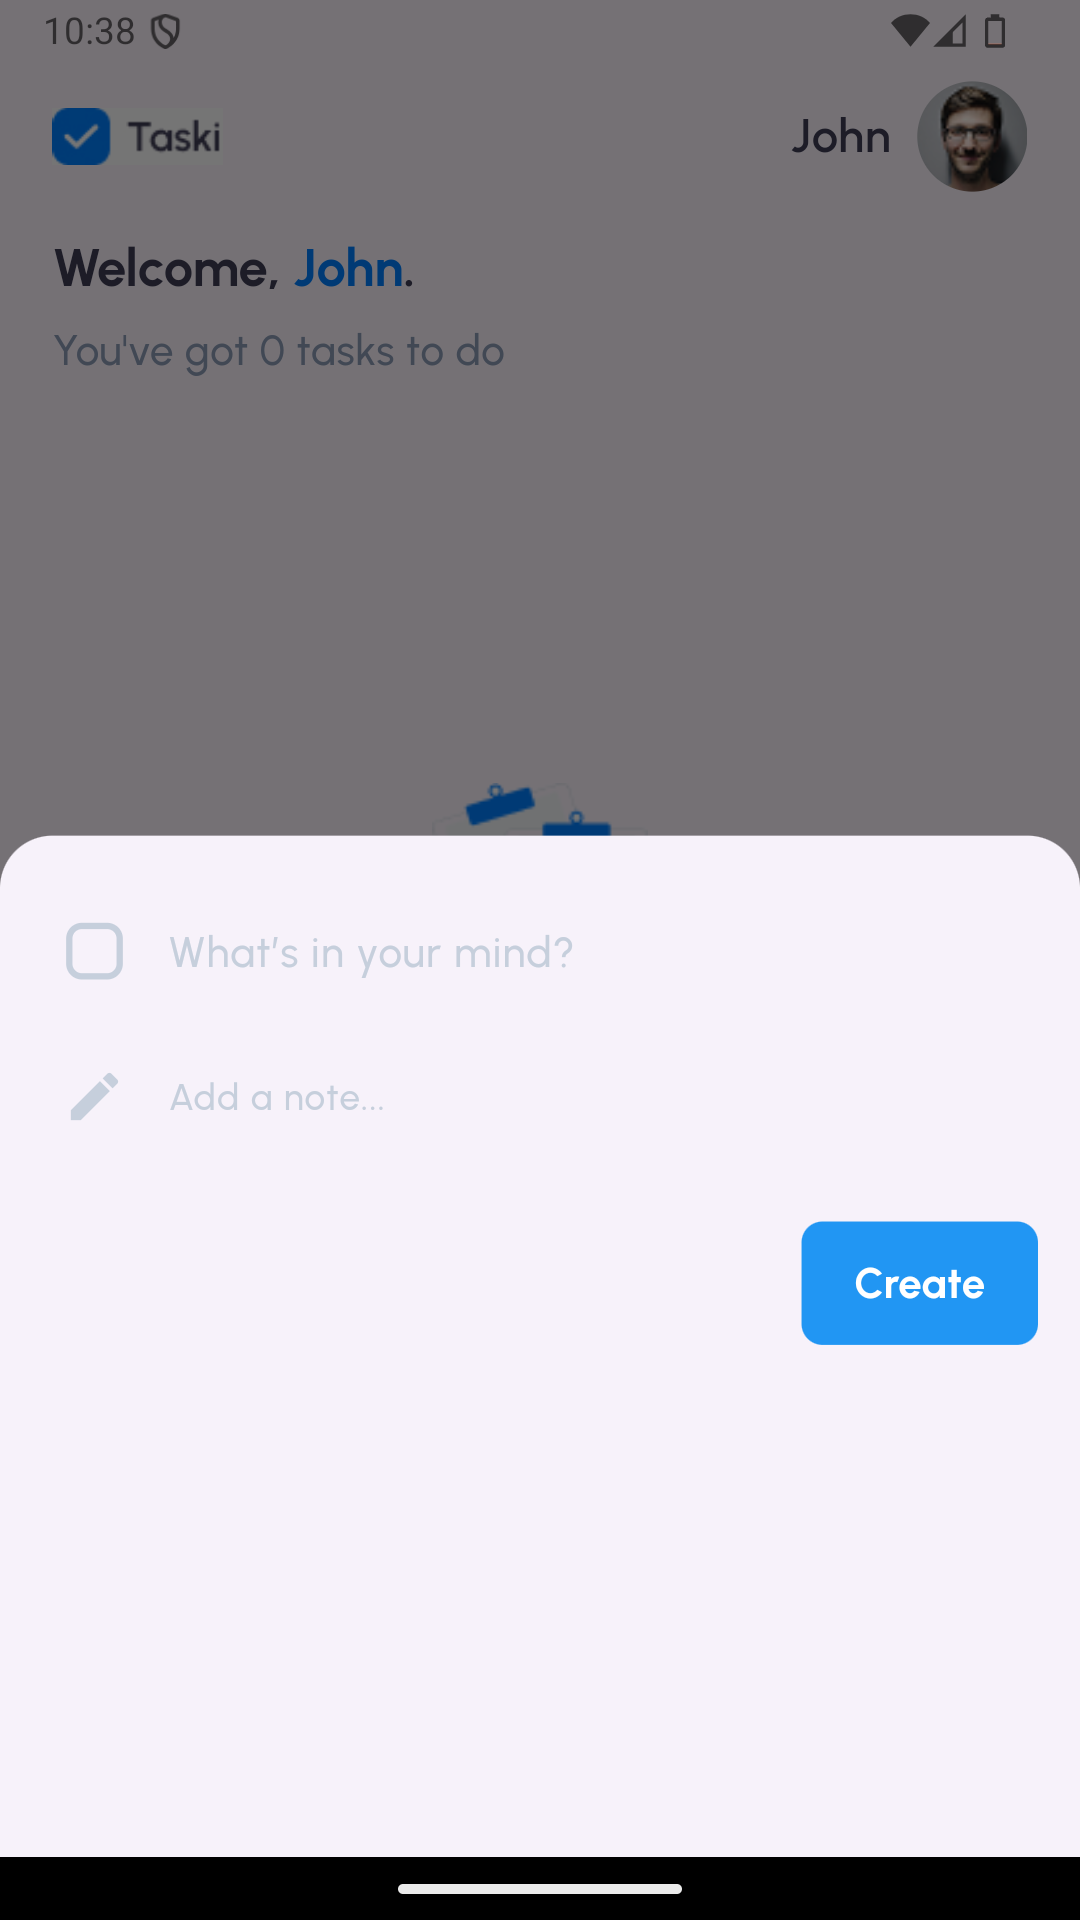 10:38
Taski
John
Welcome, John.
You've got 0 tasks to do
What's in your mind?
Add a note...
Create